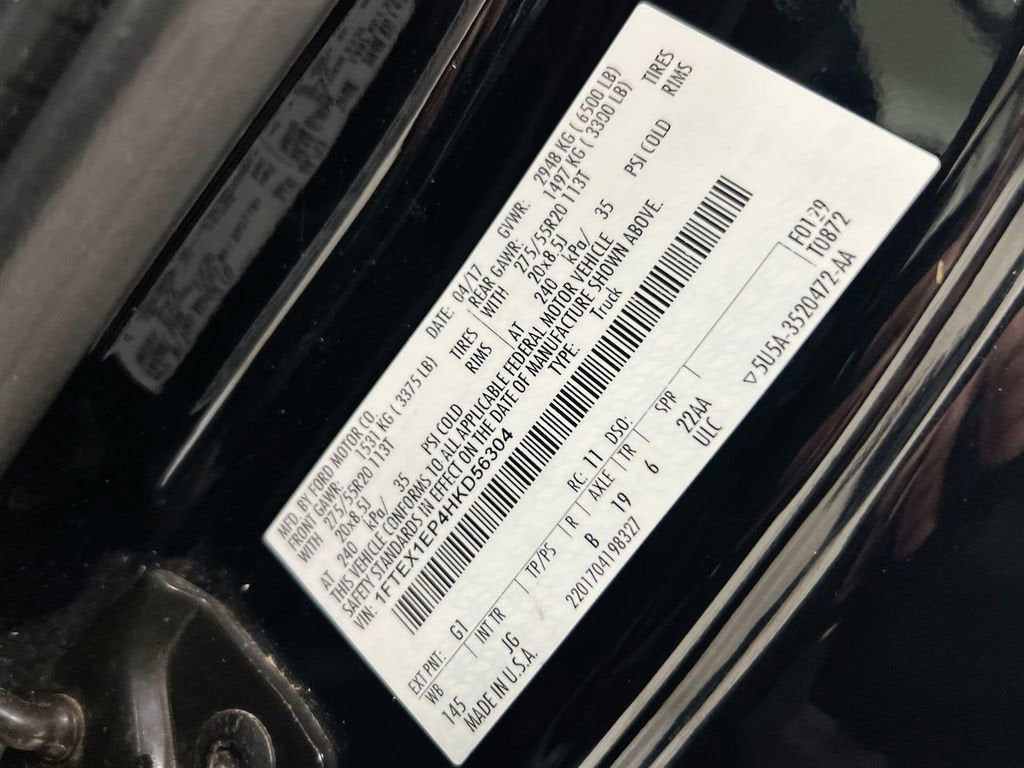 MFD. BY FORD MOTOR CO. DATE: 04/17 GVWR: 2948 KG ( 6500 LB)
FRONT GAWR: 1531 KG ( 3375 LB) REAR GAWR: 1497 KG ( 3300 LB)
WITH 275/55R20 113T TIRES WITH 275/55R20 113T TIRES
20x8.5J RIMS 20x8.5J RIMS
AT 240 kPa/ 35 PSI COLD AT 240 kPa/ 35 PSI COLD
THIS VEHICLE CONFORMS TO ALL APPLICABLE FEDERAL MOTOR VEHICLE
SAFETY STANDARDS IN EFFECT ON THE DATE OF MANUFACTURE SHOWN ABOVE.
VIN: 1FTEX1EP4HKD56304 TYPE: Truck
EXT PNT: G1 RC: 11 DSO: F0129
WB INT TR TP/PS R AXLE TR SPR T0872
145 JG B 19 6 22AA
MADE IN U.S.A. 220170419832? ULC
▽5U5A-3520472-AA